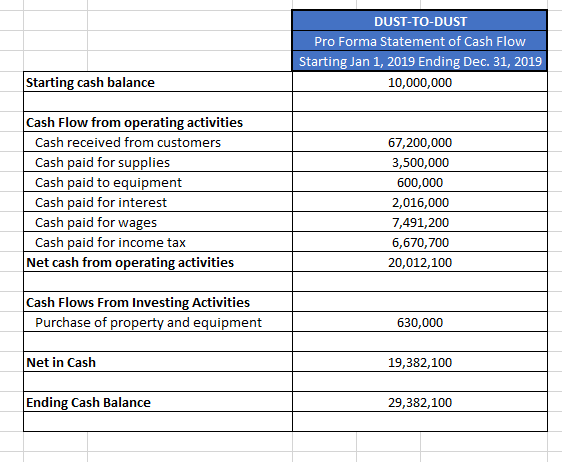 DUST-TO-DUST
Pro Forma Statement of Cash Flow
Starting Jan 1, 2019 Ending Dec. 31, 2019
Starting cash balance 10,000,000
Cash Flow from operating activities
Cash received from customers 67,200,000
Cash paid for supplies 3,500,000
Cash paid to equipment 600,000
Cash paid for interest 2,016,000
Cash paid for wages 7,491,200
Cash paid for income tax 6,670,700
Net cash from operating activities 20,012,100
Cash Flows From Investing Activities
Purchase of property and equipment 630,000
Net in Cash 19,382,100
Ending Cash Balance 29,382,100